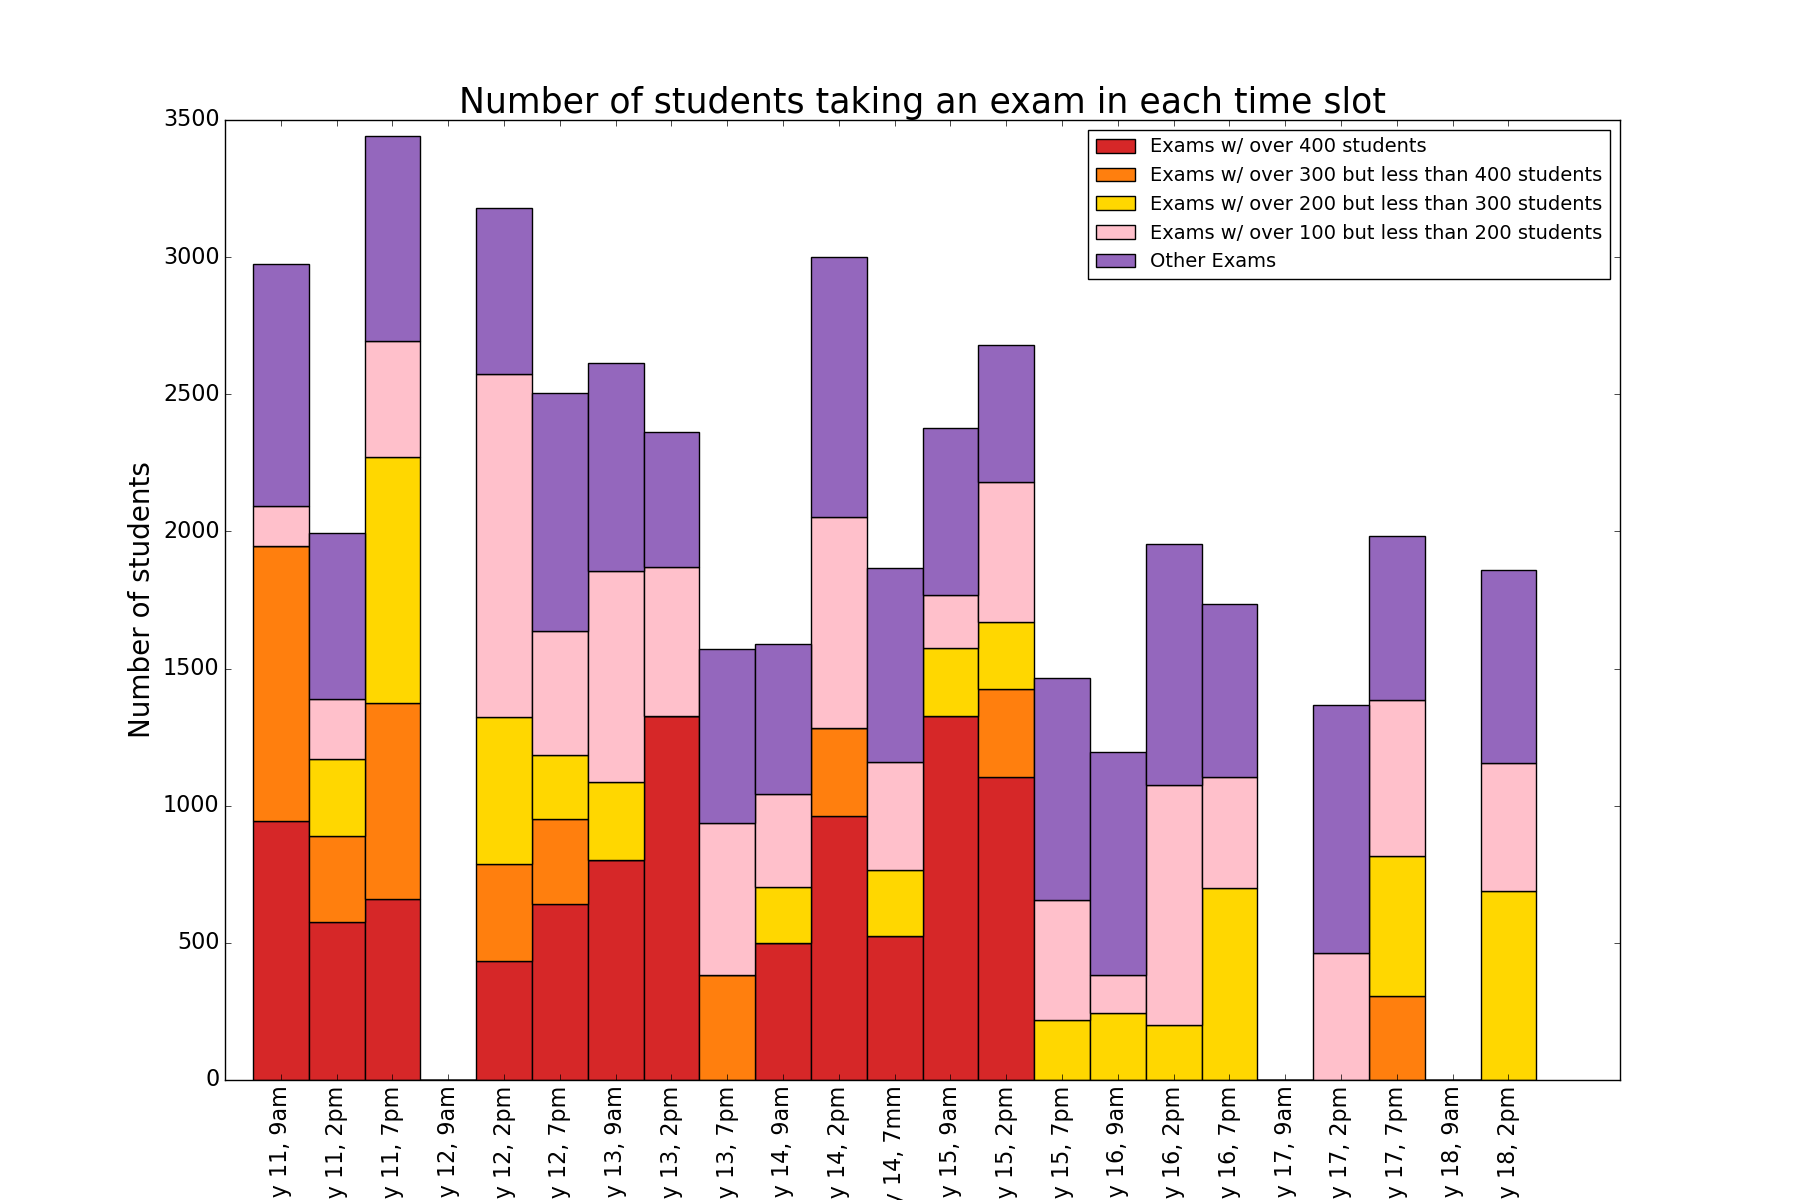 Number of students taking an exam in each time slot
Number of students
3500
3000
2500
2000
1500
1000
500
0
Exams w/ over 400 students
Exams w/ over 300 but less than 400 students
Exams w/ over 200 but less than 300 students
Exams w/ over 100 but less than 200 students
Other Exams
y 11, 9am
y 11, 2pm
y 11, 7pm
y 12, 9am
y 12, 2pm
y 12, 7pm
y 13, 9am
y 13, 2pm
y 13, 7pm
y 14, 9am
y 14, 2pm
y 14, 7mm
y 15, 9am
y 15, 2pm
y 15, 7pm
y 16, 9am
y 16, 2pm
y 16, 7pm
y 17, 9am
y 17, 2pm
y 17, 7pm
y 18, 9am
y 18, 2pm